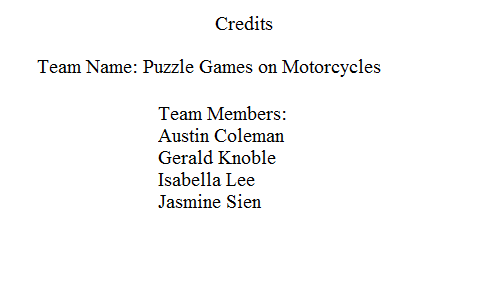 Credits
Team Name: Puzzle Games on Motorcycles
Team Members:
Austin Coleman
Gerald Knoble
Isabella Lee
Jasmine Sien